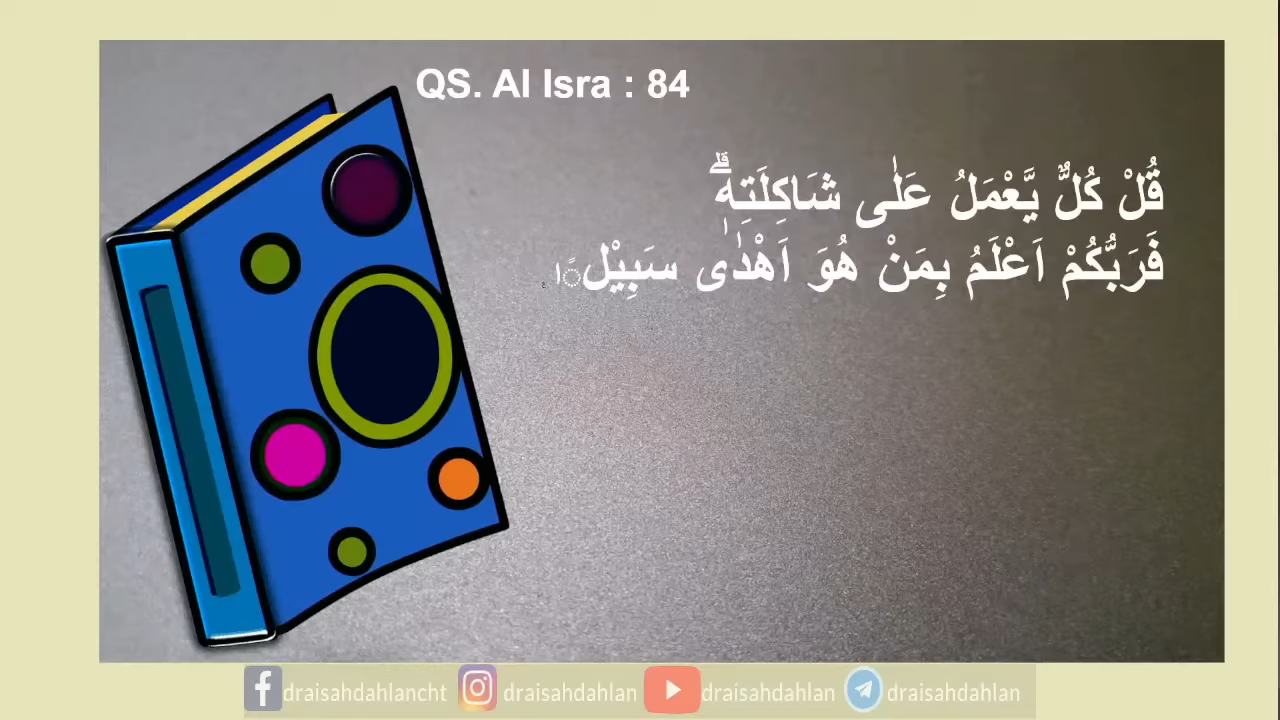 QS. Al Isra : 84
قُلْ كُلٌّ يَّعْمَلُ عَلٰى شَاكِلَتِهٖۗ
فَرَبُّكُمْ اَعْلَمُ بِمَنْ هُوَ اَهْدٰى سَبِيْلًا
draisahdahlancht draisahdahlan draisahdahlan draisahdahlan